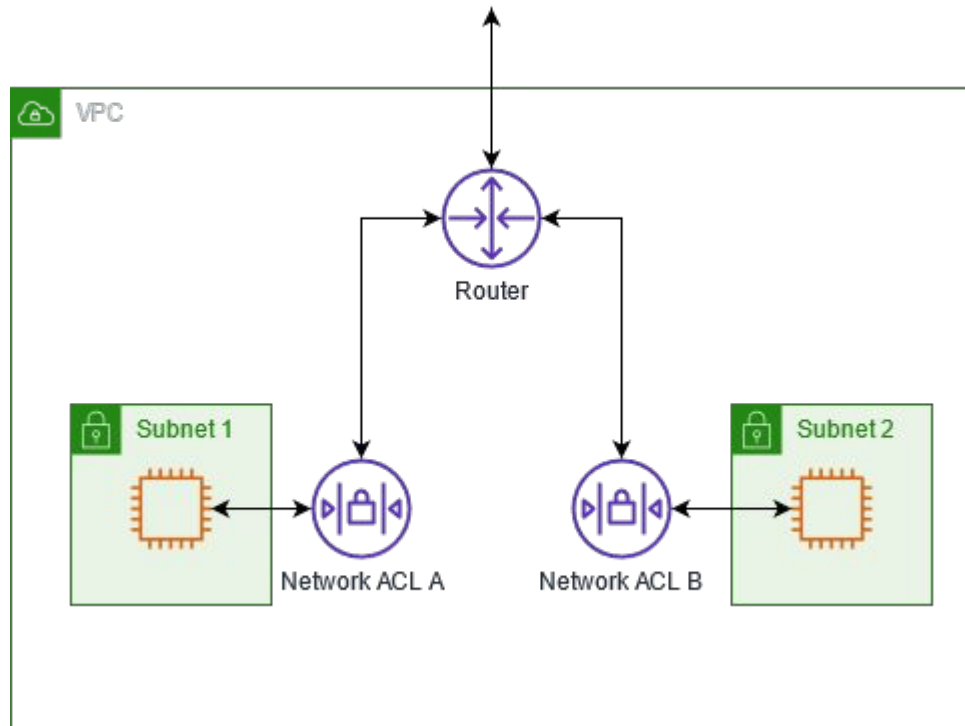 VPC
Router
Subnet 1
Subnet 2
Network ACL A
Network ACL B